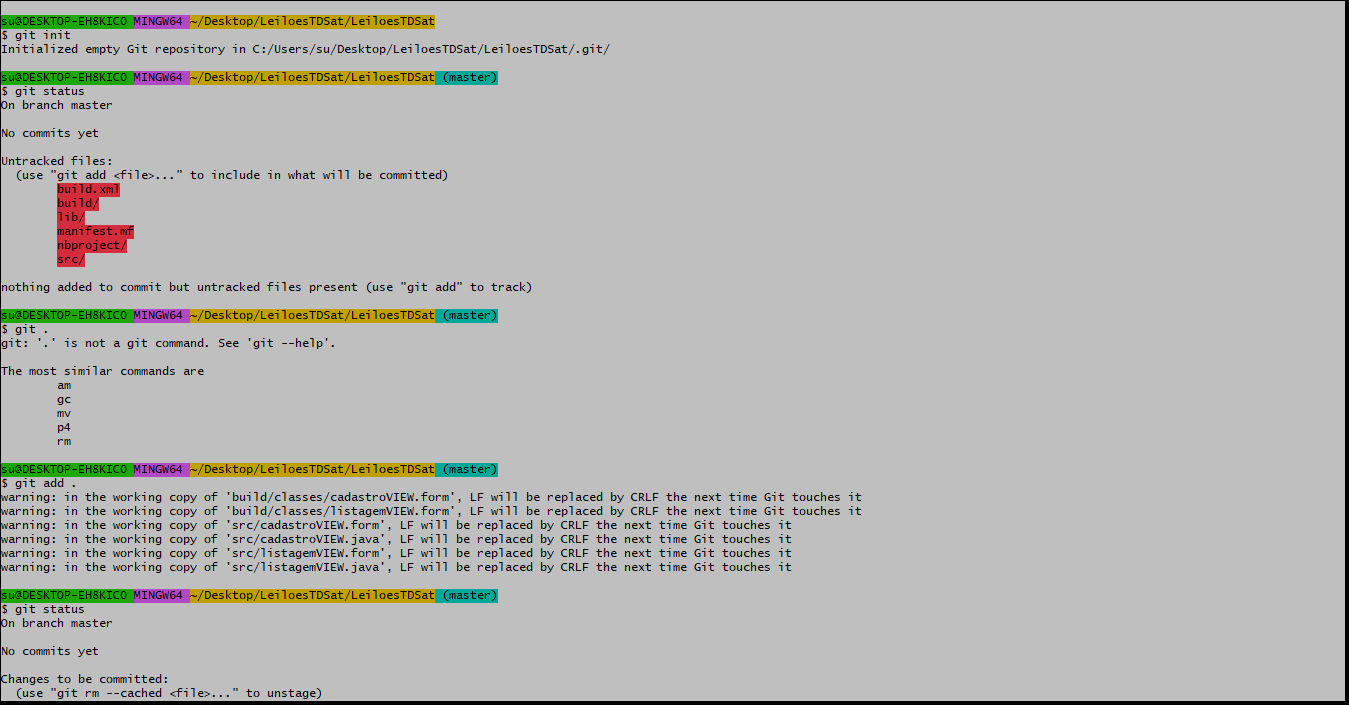 su@DESKTOP-EH8KICO MINGW64 ~/Desktop/LeiloesTDSat/LeiloesTDSat
$ git init
Initialized empty Git repository in C:/Users/su/Desktop/LeiloesTDSat/LeiloesTDSat/.git/

su@DESKTOP-EH8KICO MINGW64 ~/Desktop/LeiloesTDSat/LeiloesTDSat (master)
$ git status
On branch master

No commits yet

Untracked files:
  (use "git add <file>..." to include in what will be committed)
        build.xml
        build/
        lib/
        manifest.mf
        nbproject/
        src/

nothing added to commit but untracked files present (use "git add" to track)

su@DESKTOP-EH8KICO MINGW64 ~/Desktop/LeiloesTDSat/LeiloesTDSat (master)
$ git .
git: '.' is not a git command. See 'git --help'.

The most similar commands are
        am
        gc
        mv
        p4
        rm

su@DESKTOP-EH8KICO MINGW64 ~/Desktop/LeiloesTDSat/LeiloesTDSat (master)
$ git add .
warning: in the working copy of 'build/classes/cadastroVIEW.form', LF will be replaced by CRLF the next time Git touches it
warning: in the working copy of 'build/classes/listagemVIEW.form', LF will be replaced by CRLF the next time Git touches it
warning: in the working copy of 'src/cadastroVIEW.form', LF will be replaced by CRLF the next time Git touches it
warning: in the working copy of 'src/cadastroVIEW.java', LF will be replaced by CRLF the next time Git touches it
warning: in the working copy of 'src/listagemVIEW.form', LF will be replaced by CRLF the next time Git touches it
warning: in the working copy of 'src/listagemVIEW.java', LF will be replaced by CRLF the next time Git touches it

su@DESKTOP-EH8KICO MINGW64 ~/Desktop/LeiloesTDSat/LeiloesTDSat (master)
$ git status
On branch master

No commits yet

Changes to be committed:
  (use "git rm --cached <file>..." to unstage)